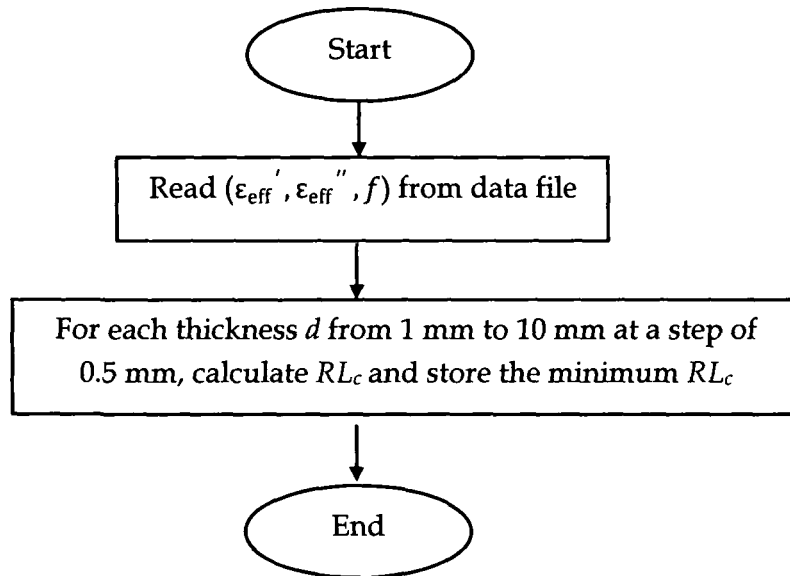 Start
Read (εeff′, εeff″, f) from data file
For each thickness d from 1 mm to 10 mm at a step of
0.5 mm, calculate RLc and store the minimum RLc
End